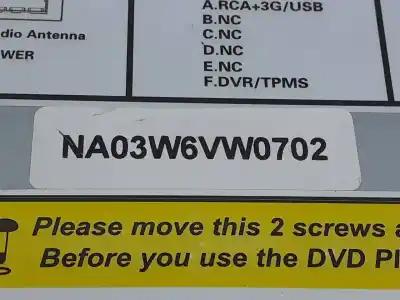 A.RCA+3G/USB
B.NC
C.NC
D.NC
E.NC
F.DVR/TPMS
dio Antenna
WER
NA03W6VW0702
Please move this 2 screws a
Before you use the DVD Pl